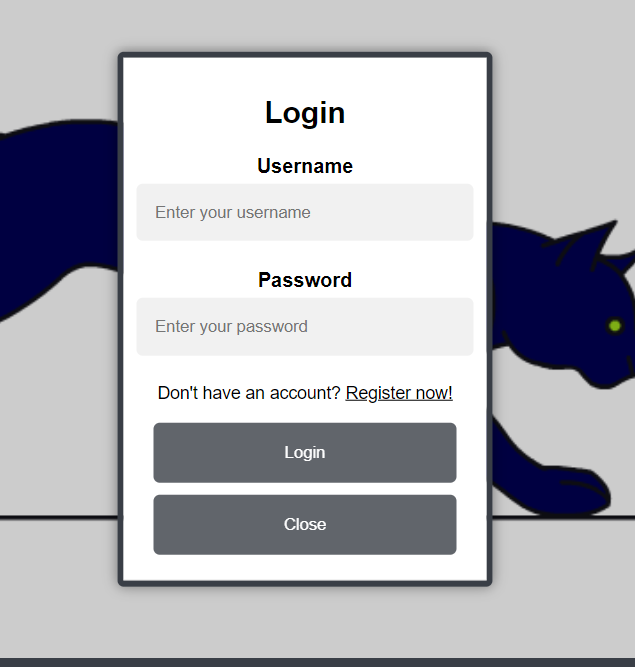 Login
Username
Enter your username
Password
Enter your password
Don't have an account? Register now!
Login
Close